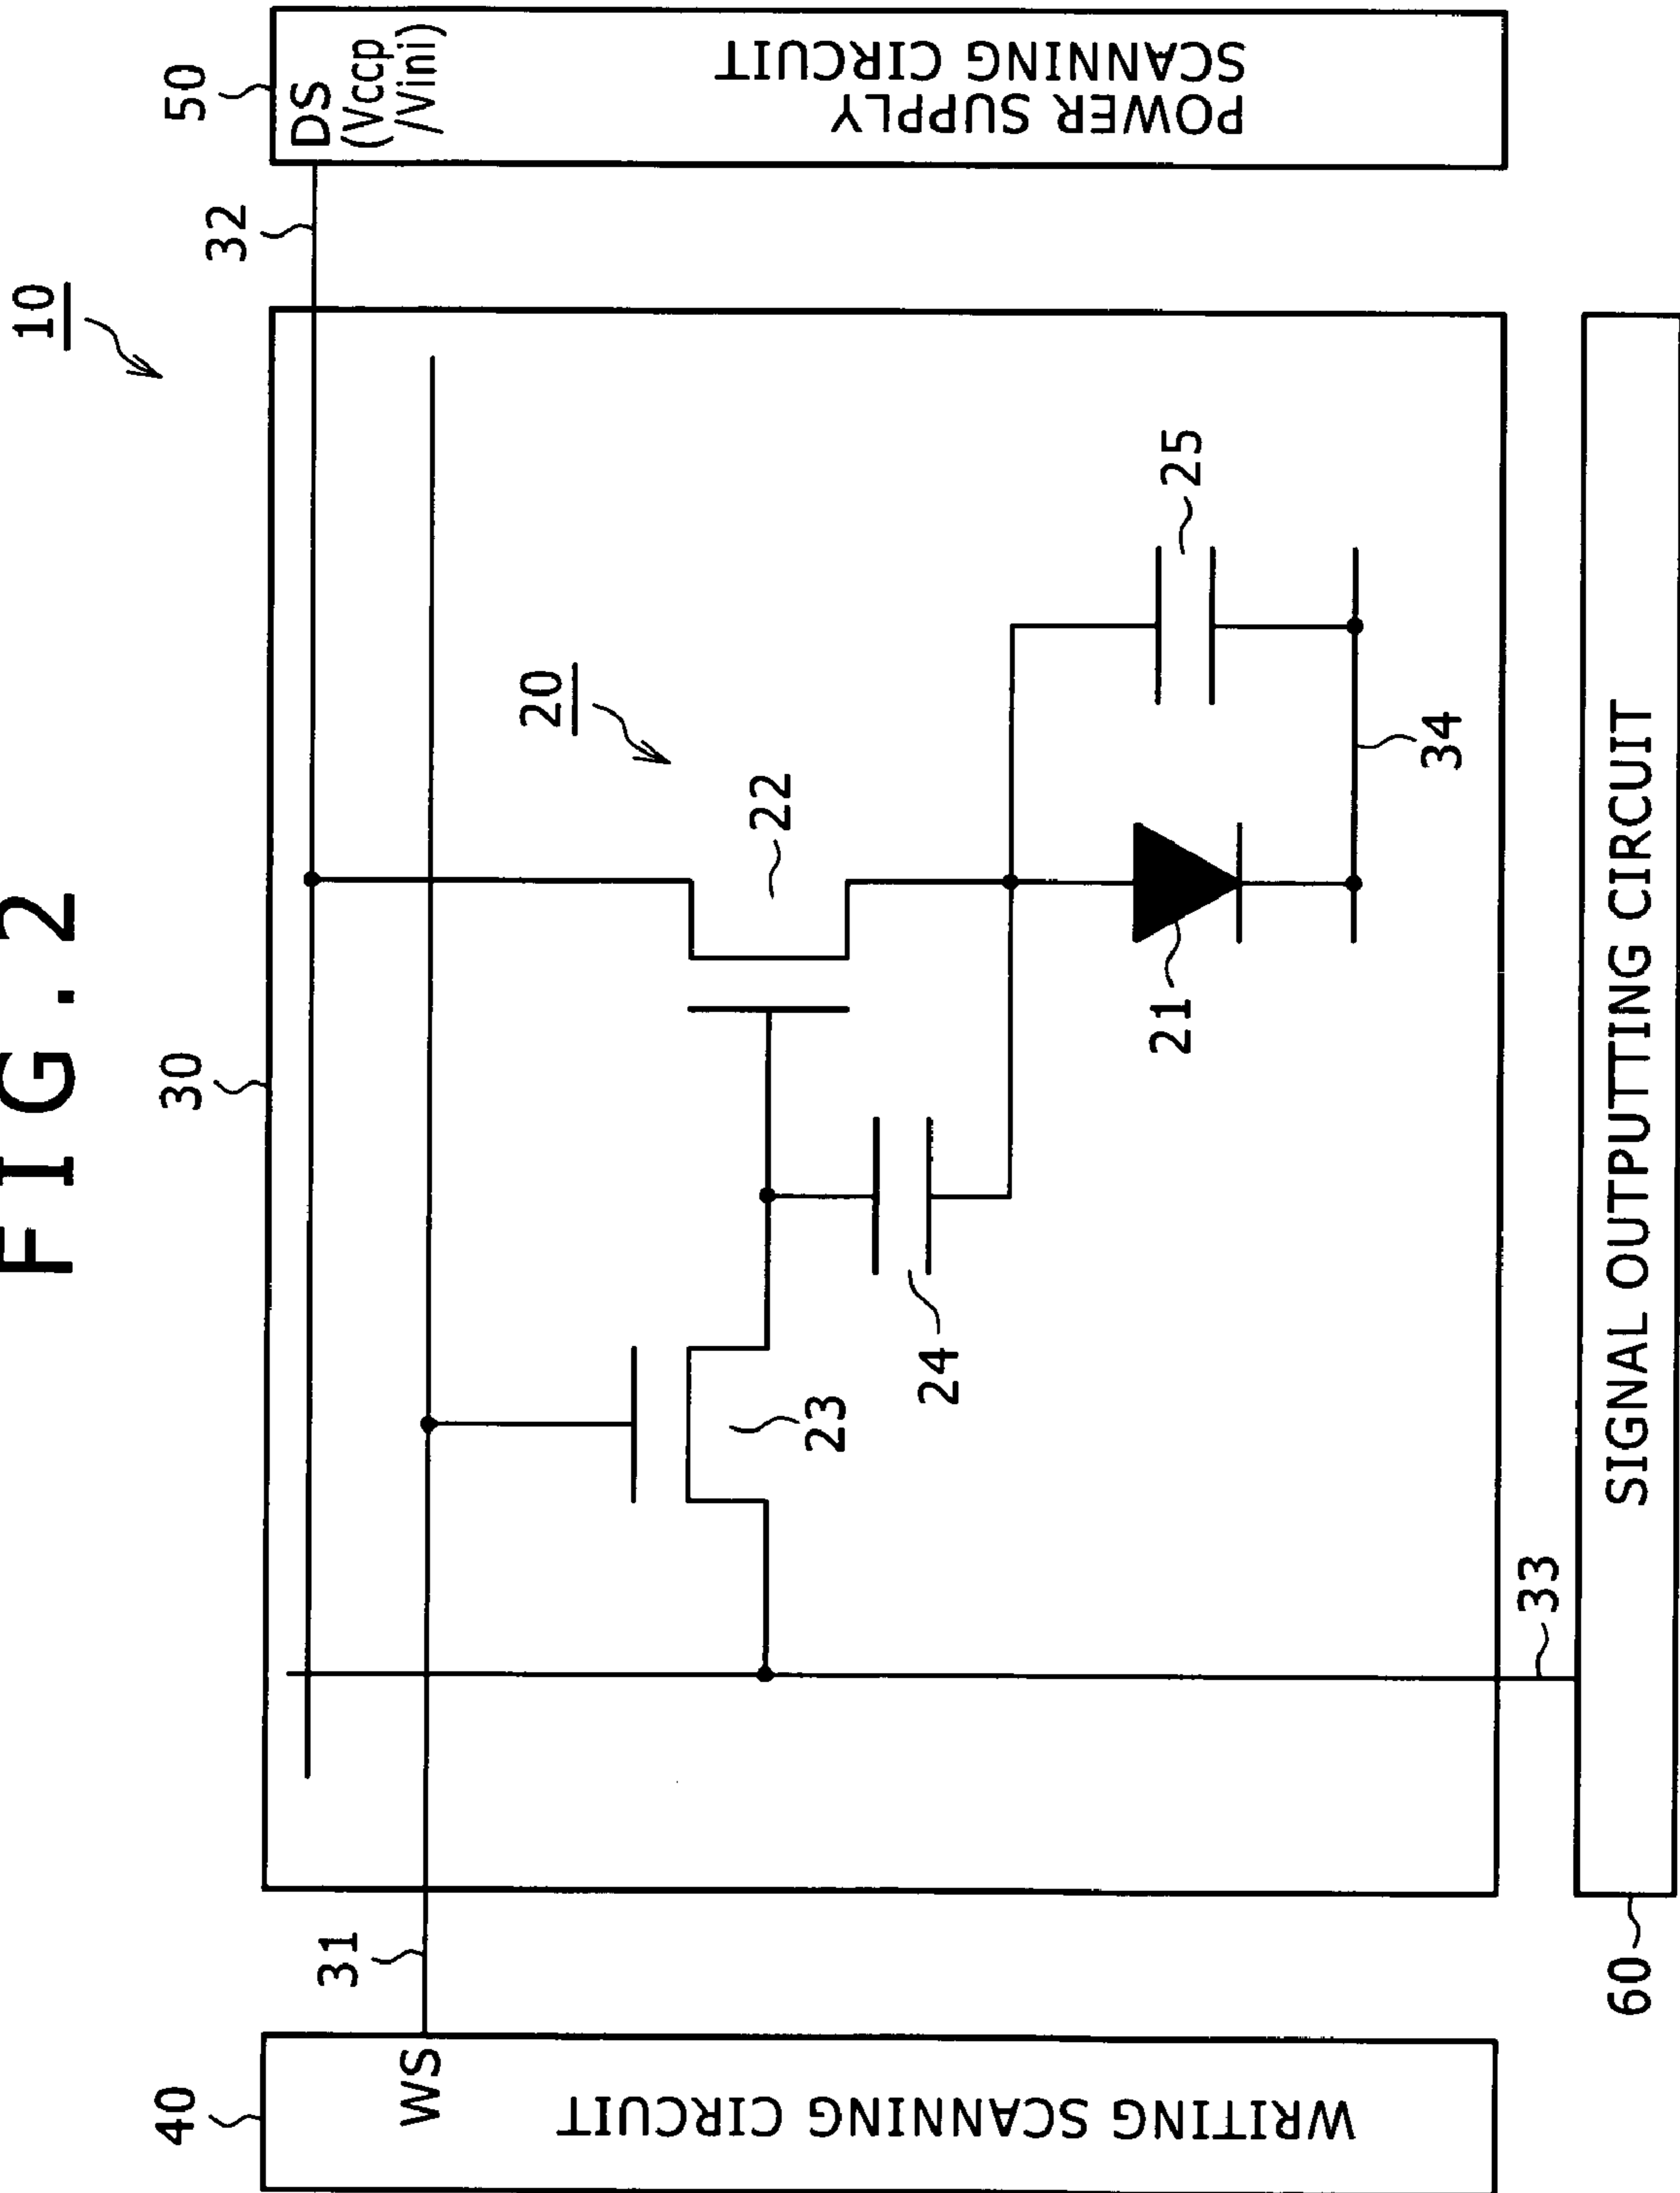 FIG.2
10
50
DS
(Vccp
/Vini)
POWER SUPPLY
SCANNING CIRCUIT
32
30
20
22
25
34
21
24
23
33
31
40
WS
WRITING SCANNING CIRCUIT
60
SIGNAL OUTPUTTING CIRCUIT